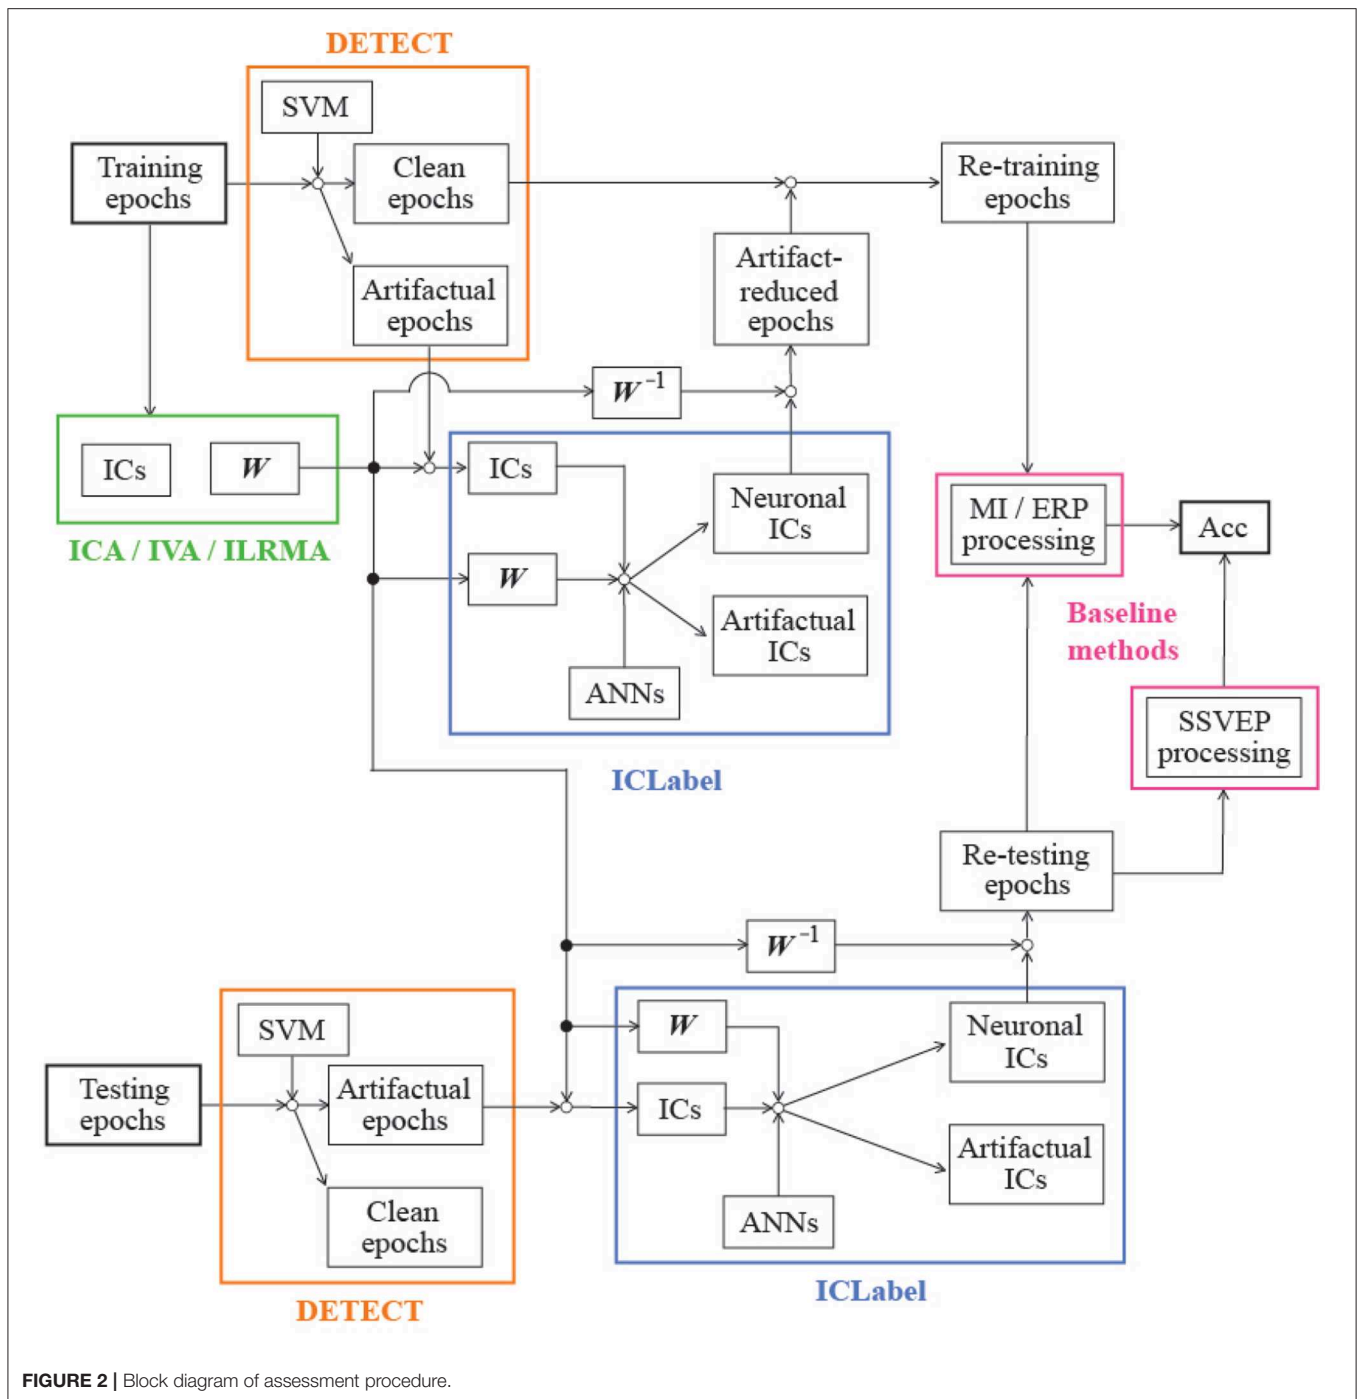 DETECT
SVM
Training
epochs
Clean
epochs
Re-training
epochs
Artifactual
epochs
Artifact-
reduced
epochs
W⁻¹
ICs
W
ICA / IVA / ILRMA
ICs
W
ANNs
Neuronal
ICs
Artifactual
ICs
ICLabel
MI / ERP
processing
Acc
Baseline
methods
SSVEP
processing
Re-testing
epochs
W⁻¹
SVM
Testing
epochs
Artifactual
epochs
Clean
epochs
DETECT
W
ICs
ANNs
Neuronal
ICs
Artifactual
ICs
ICLabel
FIGURE 2 | Block diagram of assessment procedure.